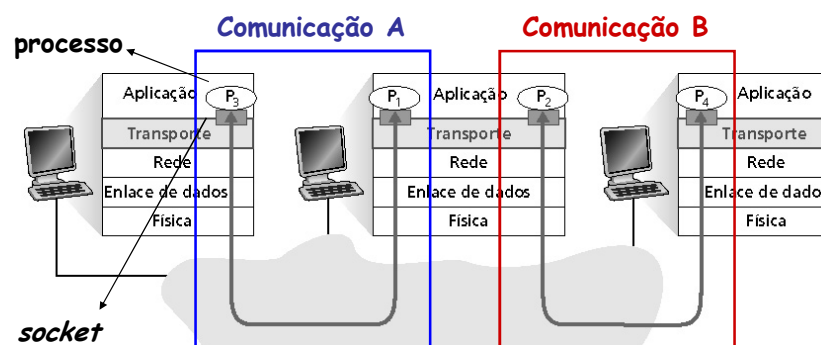 Comunicação A
Comunicação B
processo
Aplicação P3
P1 Aplicação P2
P4 Aplicação
Transporte
Transporte
Transporte
Rede
Rede
Rede
Enlace de dados
Enlace de dados
Enlace de dado
Física
Física
Física
socket